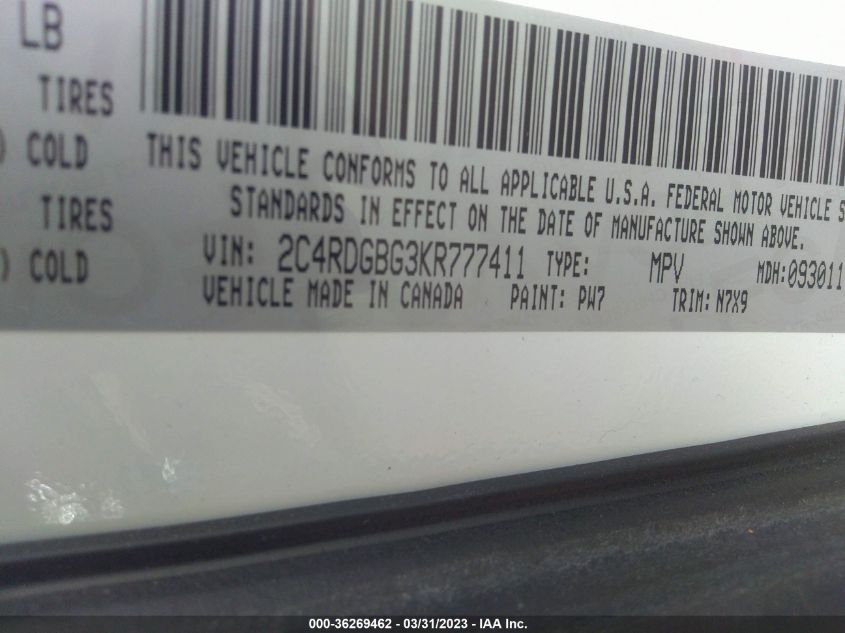 LB
TIRES
) COLD
TIRES
) COLD
THIS VEHICLE CONFORMS TO ALL APPLICABLE U.S.A. FEDERAL MOTOR VEHICLE S
STANDARDS IN EFFECT ON THE DATE OF MANUFACTURE SHOWN ABOVE.
VIN: 2C4RDGBG3KR777411 TYPE: MPV MDH:093011
VEHICLE MADE IN CANADA PAINT: PW7 TRIM: N7X9
000-36269462 - 03/31/2023 - IAA Inc.